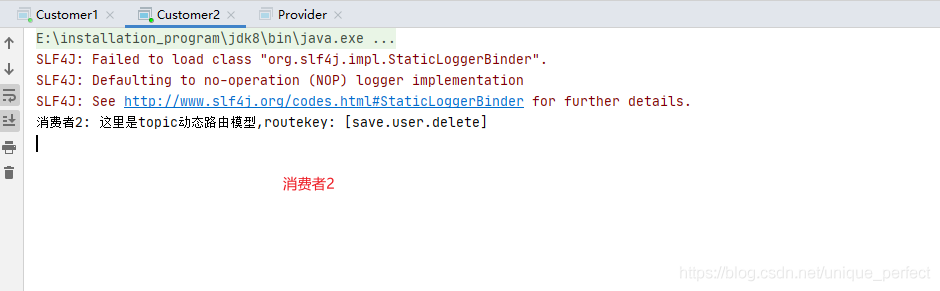 Customer1 Customer2 Provider
E:\installation_program\jdk8\bin\java.exe ...
SLF4J: Failed to load class "org.slf4j.impl.StaticLoggerBinder".
SLF4J: Defaulting to no-operation (NOP) logger implementation
SLF4J: See http://www.slf4j.org/codes.html#StaticLoggerBinder for further details.
消费者2: 这里是topic动态路由模型,routekey: [save.user.delete]
消费者2
https://blog.csdn.net/unique_perfect